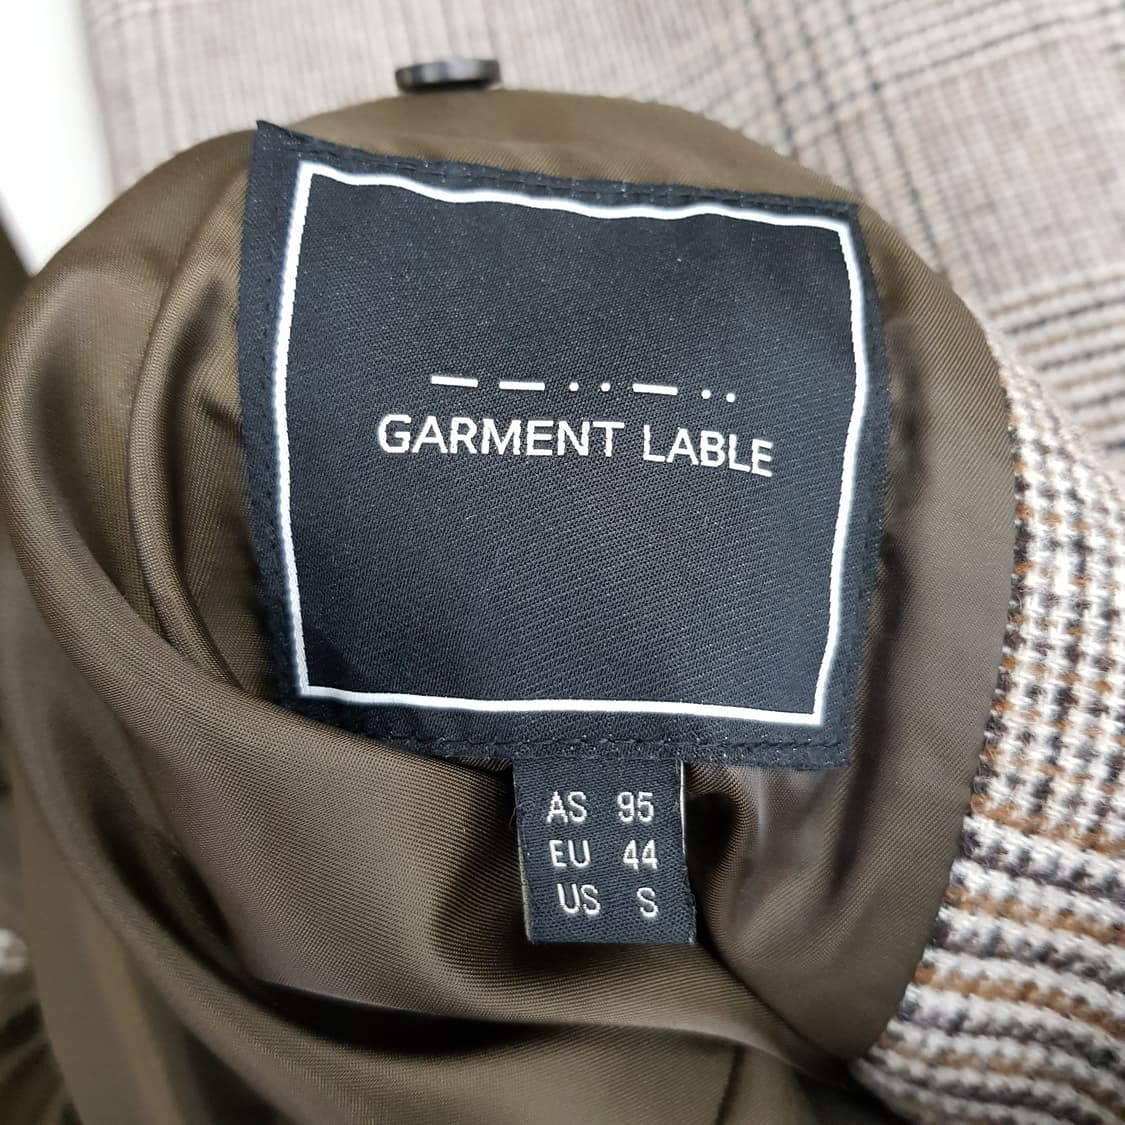 — — · · — · ·
GARMENT LABLE
AS 95
EU 44
US S